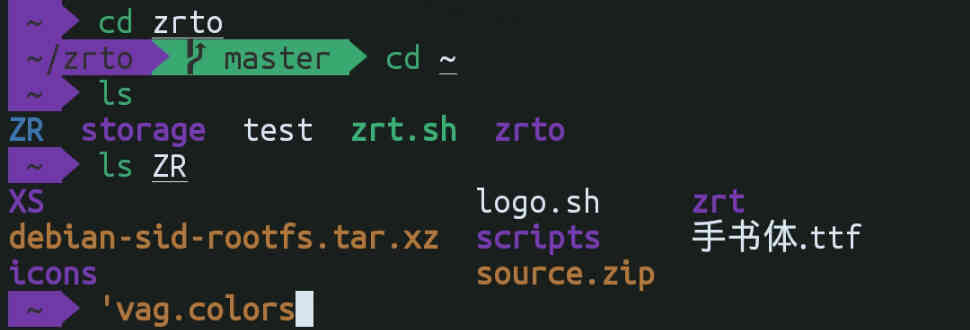 ~ cd zrto
~/zrto master cd ~
~ ls
ZR storage test zrt.sh zrto
~ ls ZR
XS logo.sh zrt
debian-sid-rootfs.tar.xz scripts 手书体.ttf
icons source.zip
~ 'vag.colors